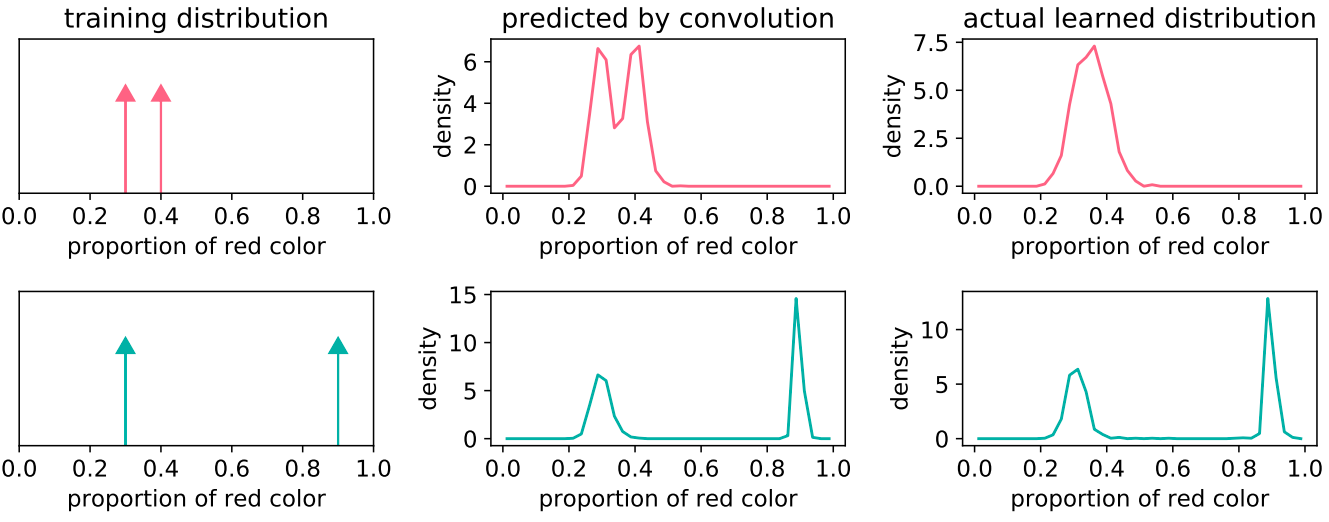 training distribution
0.0 0.2 0.4 0.6 0.8 1.0
proportion of red color
predicted by convolution
density
6
4
2
0
0.0 0.2 0.4 0.6 0.8 1.0
proportion of red color
actual learned distribution
density
7.5
5.0
2.5
0.0
0.0 0.2 0.4 0.6 0.8 1.0
proportion of red color
0.0 0.2 0.4 0.6 0.8 1.0
proportion of red color
density
15
10
5
0
0.0 0.2 0.4 0.6 0.8 1.0
proportion of red color
density
10
5
0
0.0 0.2 0.4 0.6 0.8 1.0
proportion of red color